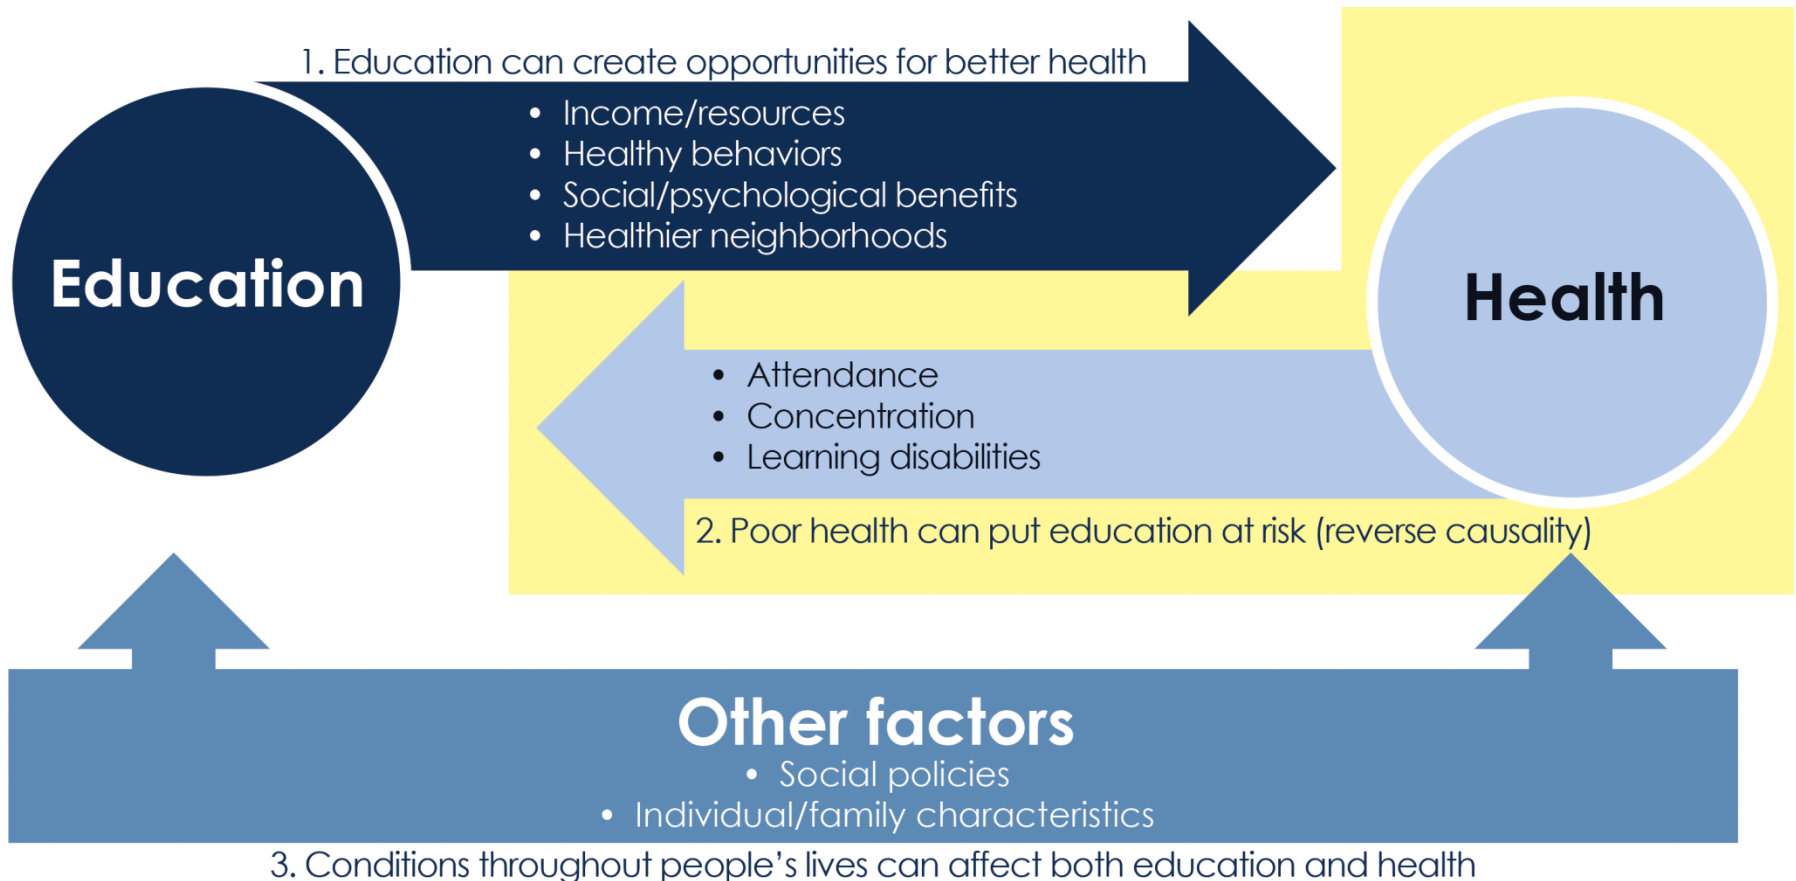 1. Education can create opportunities for better health
• Income/resources
• Healthy behaviors
• Social/psychological benefits
• Healthier neighborhoods
Education
Health
• Attendance
• Concentration
• Learning disabilities
2. Poor health can put education at risk (reverse causality)
Other factors
• Social policies
• Individual/family characteristics
3. Conditions throughout people’s lives can affect both education and health